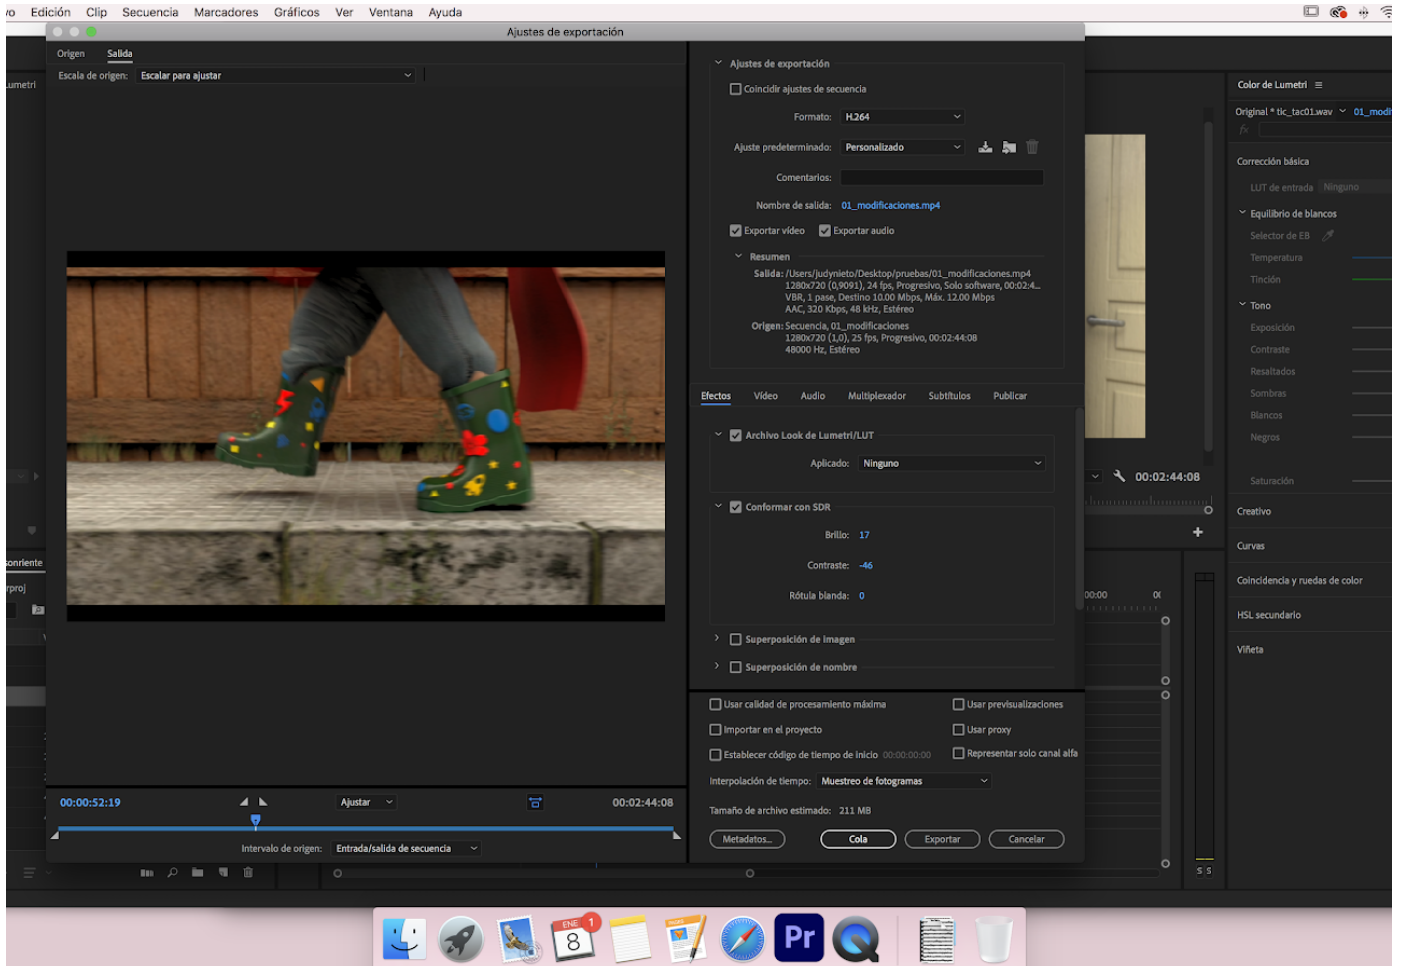 vo Edición Clip Secuencia Marcadores Gráficos Ver Ventana Ayuda
Ajustes de exportación
Origen Salida
Escala de origen: Escalar para ajustar
Ajustes de exportación
Coincidir ajustes de secuencia
Formato: H.264
Ajuste predeterminado: Personalizado
Comentarios:
Nombre de salida: 01_modificaciones.mp4
Exportar vídeo Exportar audio
Resumen
Salida: /Users/judynieto/Desktop/pruebas/01_modificaciones.mp4
1280x720 (0,9091), 24 fps, Progresivo, Solo software, 00:02:4...
VBR, 1 pase, Destino 10.00 Mbps, Máx. 12.00 Mbps
AAC, 320 Kbps, 48 kHz, Estéreo
Origen: Secuencia, 01_modificaciones
1280x720 (1,0), 25 fps, Progresivo, 00:02:44:08
48000 Hz, Estéreo
Efectos Vídeo Audio Multiplexador Subtítulos Publicar
Archivo Look de Lumetri/LUT
Aplicado: Ninguno
Conformar con SDR
Brillo: 17
Contraste: -46
Rótula blanda: 0
Superposición de imagen
Superposición de nombre
Usar calidad de procesamiento máxima Usar previsualizaciones
Importar en el proyecto Usar proxy
Establecer código de tiempo de inicio 00:00:00:00 Representar solo canal alfa
Interpolación de tiempo: Muestreo de fotogramas
Tamaño de archivo estimado: 211 MB
Metadatos... Cola Exportar Cancelar
00:00:52:19 Ajustar 00:02:44:08
Intervalo de origen: Entrada/salida de secuencia
umetri
sonriente
rproj
00:02:44:08
00:00 00
S S
Color de Lumetri
Original * tic_tac01.wav 01_modi
fx
Corrección básica
LUT de entrada Ninguno
Equilibrio de blancos
Selector de EB
Temperatura
Tinción
Tono
Exposición
Contraste
Resaltados
Sombras
Blancos
Negros
Saturación
Creativo
Curvas
Coincidencia y ruedas de color
HSL secundario
Viñeta
ENE 1
8
PAGES
Pr